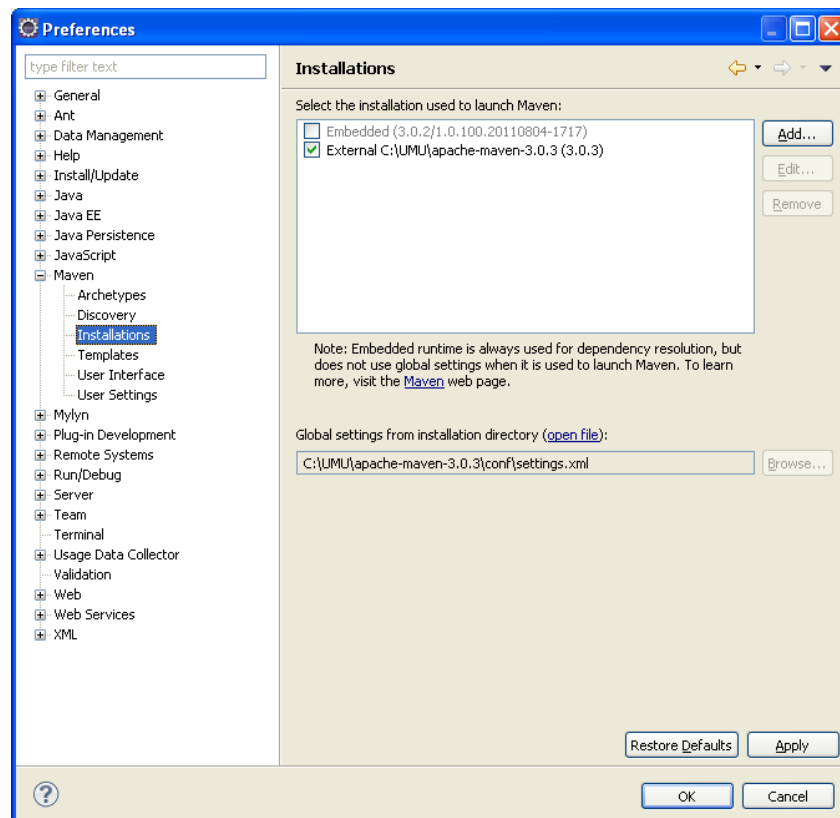 Preferences
type filter text
General
Ant
Data Management
Help
Install/Update
Java
Java EE
Java Persistence
JavaScript
Maven
Archetypes
Discovery
Installations
Templates
User Interface
User Settings
Mylyn
Plug-in Development
Remote Systems
Run/Debug
Server
Team
Terminal
Usage Data Collector
Validation
Web
Web Services
XML
Installations
Select the installation used to launch Maven:
Embedded (3.0.2/1.0.100.20110804-1717)
External C:\UMU\apache-maven-3.0.3 (3.0.3)
Add...
Edit...
Remove
Note: Embedded runtime is always used for dependency resolution, but
does not use global settings when it is used to launch Maven. To learn
more, visit the Maven web page.
Global settings from installation directory (open file):
C:\UMU\apache-maven-3.0.3\conf\settings.xml
Browse...
Restore Defaults
Apply
?
OK
Cancel